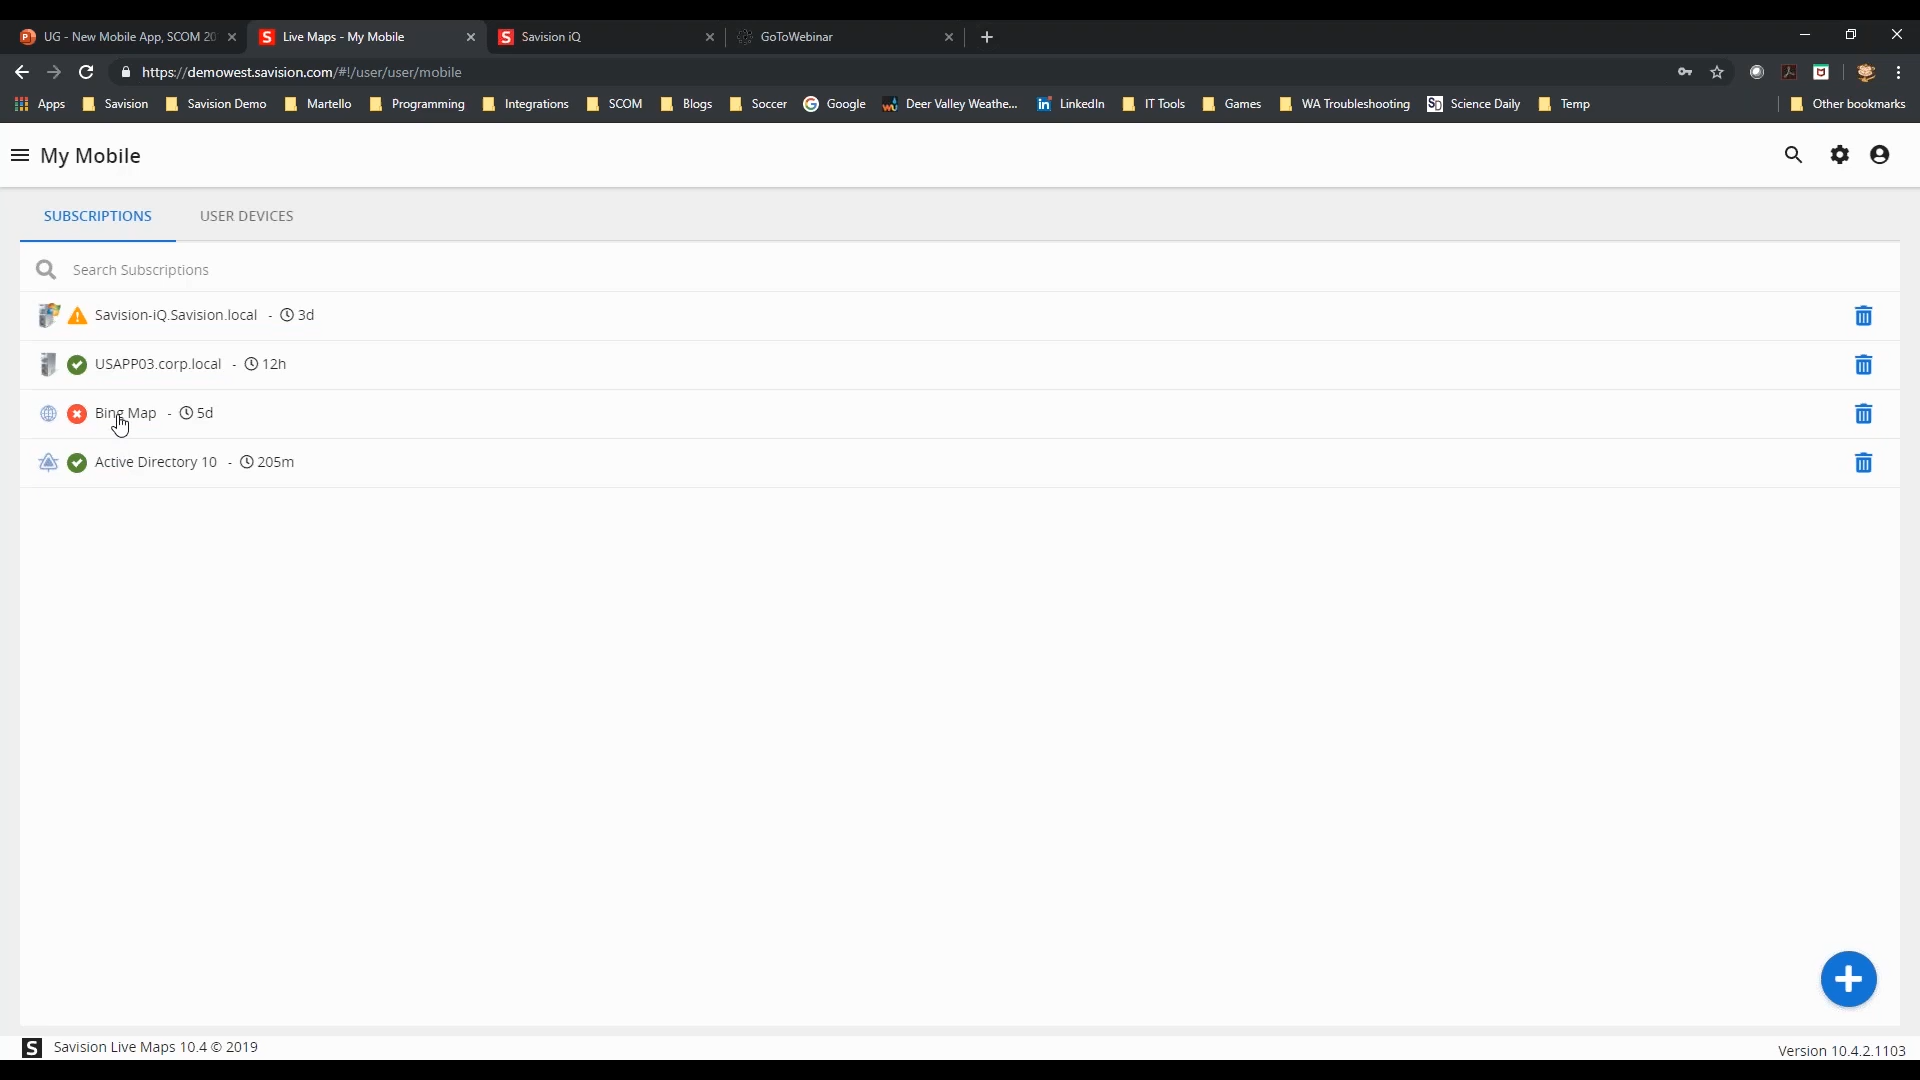 UG - New Mobile App, SCOM 20
Live Maps - My Mobile
Savision iQ
GoToWebinar
https://demowest.savision.com/#!/user/user/mobile
Apps Savision Savision Demo Martello Programming Integrations SCOM Blogs Soccer Google Deer Valley Weathe... LinkedIn IT Tools Games WA Troubleshooting Science Daily Temp Other bookmarks
My Mobile
SUBSCRIPTIONS USER DEVICES
Search Subscriptions
Savision-iQ.Savision.local - 3d
USAPP03.corp.local - 12h
Bing Map - 5d
Active Directory 10 - 205m
S Savision Live Maps 10.4 © 2019
Version 10.4.2.1103